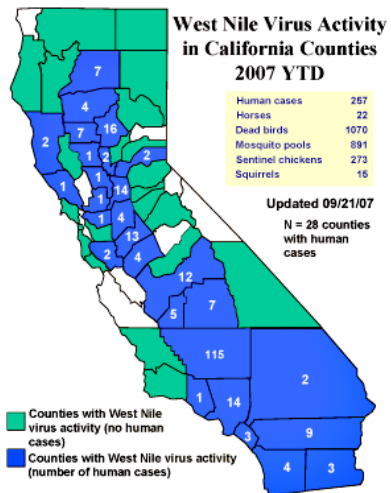 West Nile Virus Activity
in California Counties
2007 YTD
Human cases 257
Horses 22
Dead birds 1070
Mosquito pools 891
Sentinel chickens 273
Squirrels 15
Updated 09/21/07
N = 28 counties
with human
cases
7
4
7 16
2
1 2
2
1 1
14
1
1 4
13
2 4
12
5 7
115
2
1 14
3 9
4 3
Counties with West Nile
virus activity (no human
cases)
Counties with West Nile virus activity
(number of human cases)